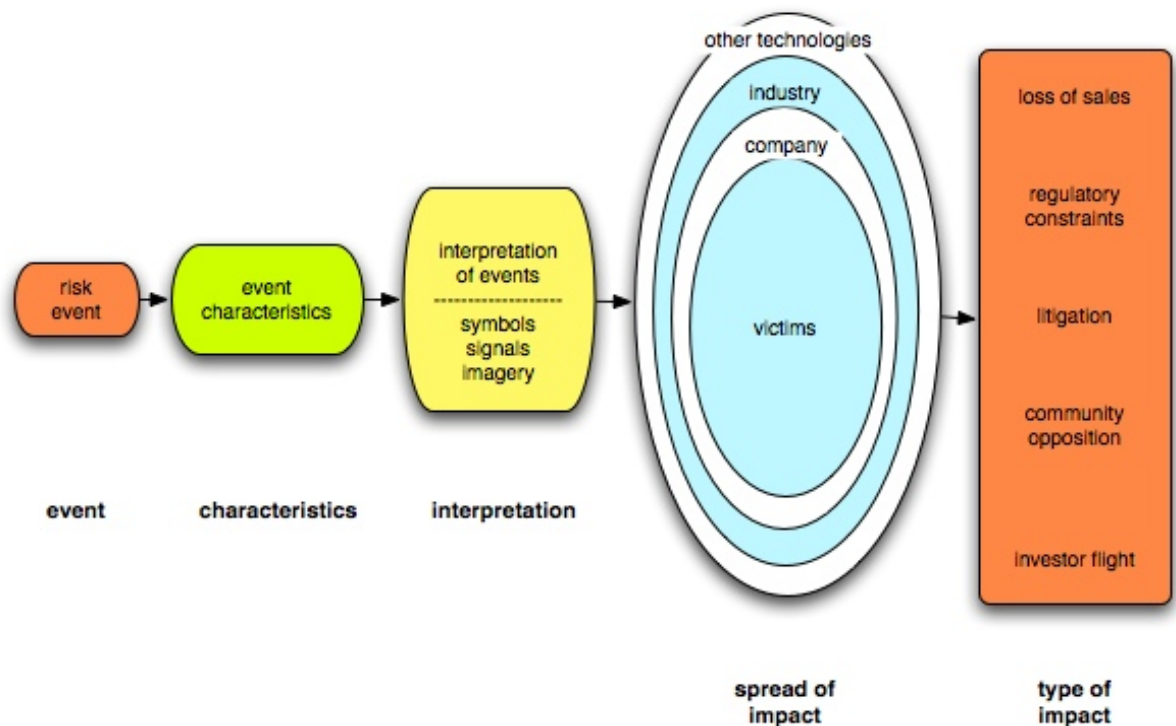 risk
event
event
characteristics
interpretation
of events
--------------------
symbols
signals
imagery
other technologies
industry
company
victims
loss of sales
regulatory
constraints
litigation
community
opposition
investor flight
event
characteristics
interpretation
spread of
impact
type of
impact